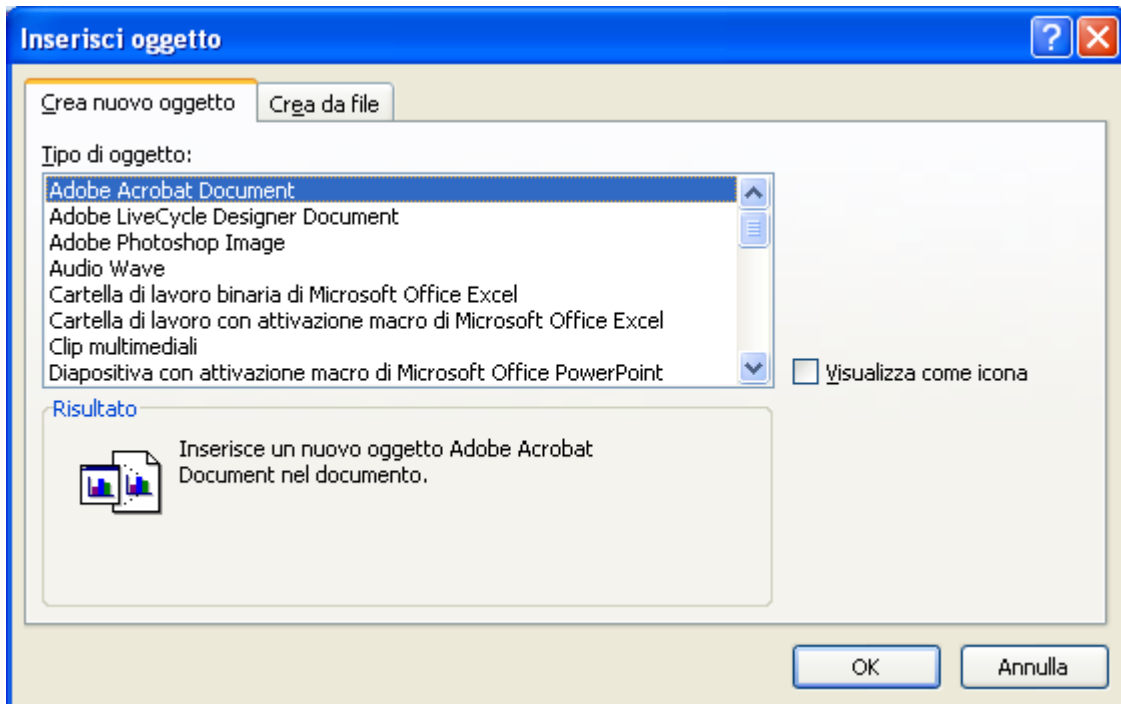 Inserisci oggetto
Crea nuovo oggetto
Crea da file
Tipo di oggetto:
Adobe Acrobat Document
Adobe LiveCycle Designer Document
Adobe Photoshop Image
Audio Wave
Cartella di lavoro binaria di Microsoft Office Excel
Cartella di lavoro con attivazione macro di Microsoft Office Excel
Clip multimediali
Diapositiva con attivazione macro di Microsoft Office PowerPoint
Visualizza come icona
Risultato
Inserisce un nuovo oggetto Adobe Acrobat
Document nel documento.
OK
Annulla